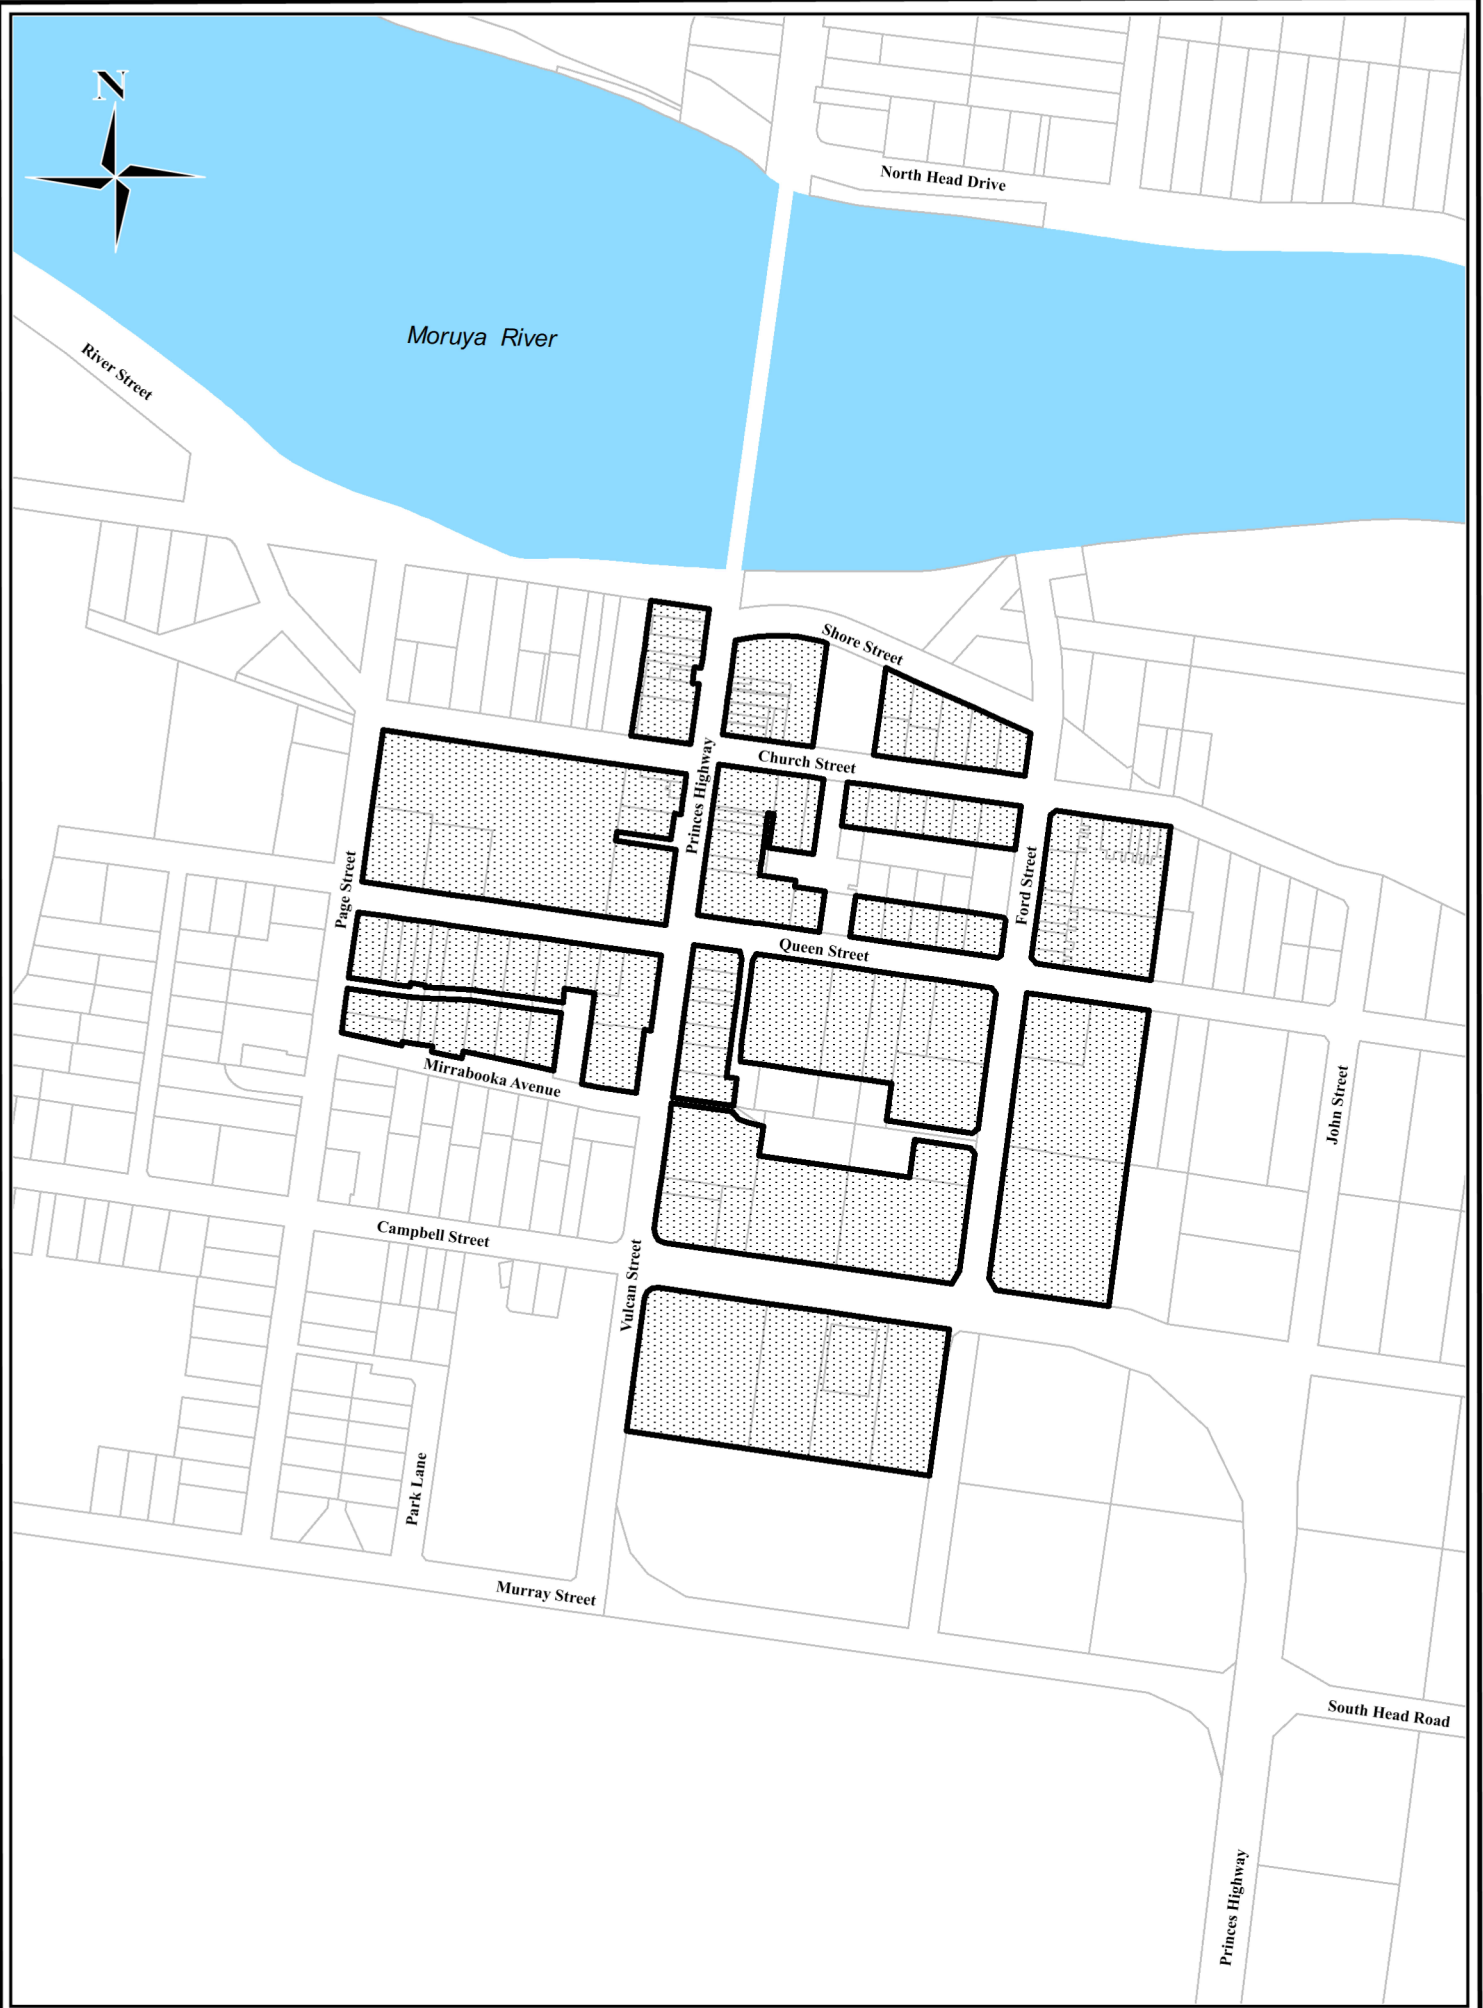 N
North Head Drive
Moruya River
River Street
Shore Street
Church Street
Princes Highway
Page Street
Ford Street
Queen Street
Mirrabooka Avenue
John Street
Campbell Street
Vulcan Street
Park Lane
Murray Street
South Head Road
Princes Highway